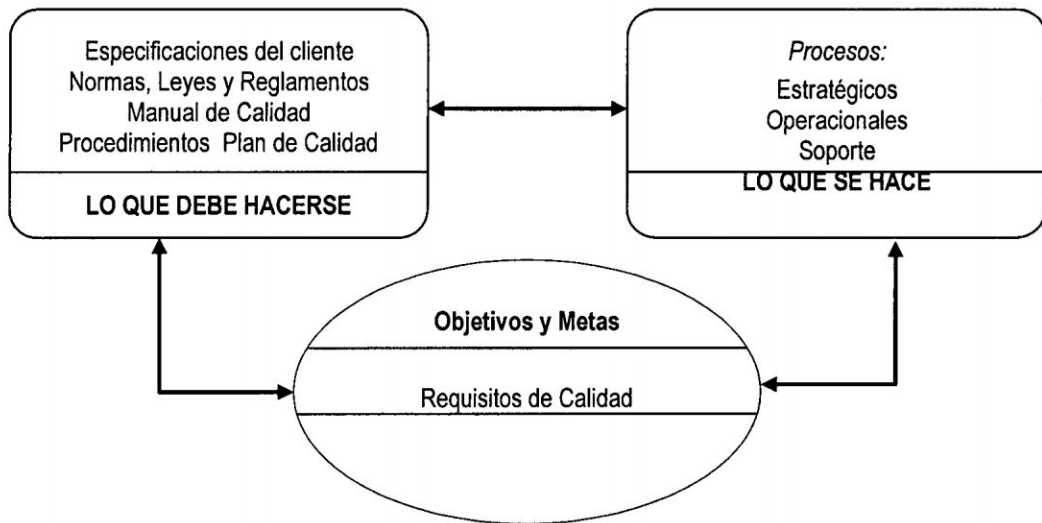 Especificaciones del cliente
Normas, Leyes y Reglamentos
Manual de Calidad
Procedimientos Plan de Calidad
LO QUE DEBE HACERSE
Procesos:
Estratégicos
Operacionales
Soporte
LO QUE SE HACE
Objetivos y Metas
Requisitos de Calidad